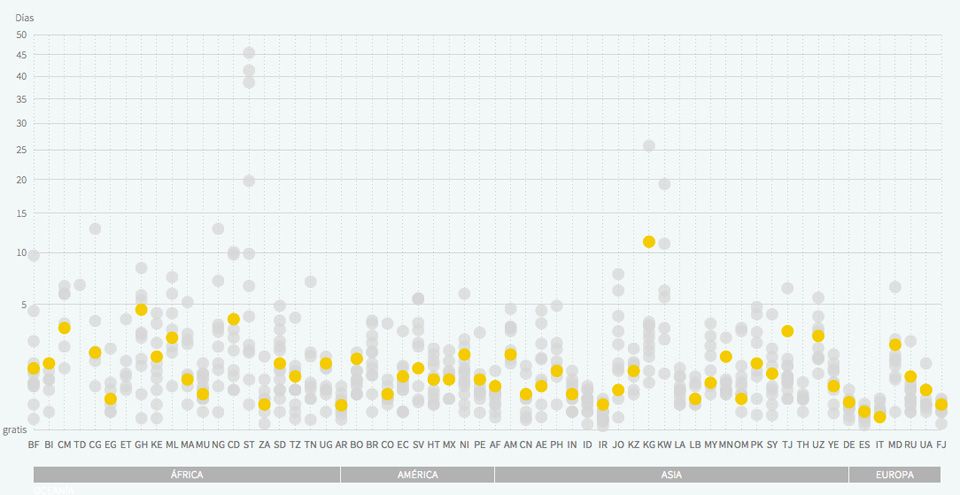 Días
50
45
40
35
30
25
20
15
10
5
gratis
BF BI CM TD CG EG ET GH KE ML MA MU NG CD ST ZA SD TZ TN UG AR BO BR CO EC SV HT MX NI PE AF AM CN AE PH IN ID IR JO KZ KG KW LA LB MY MN OM PK SY TJ TH UZ YE DE ES IT MD RU UA FJ
ÁFRICA AMÉRICA ASIA EUROPA
OCEANÍA